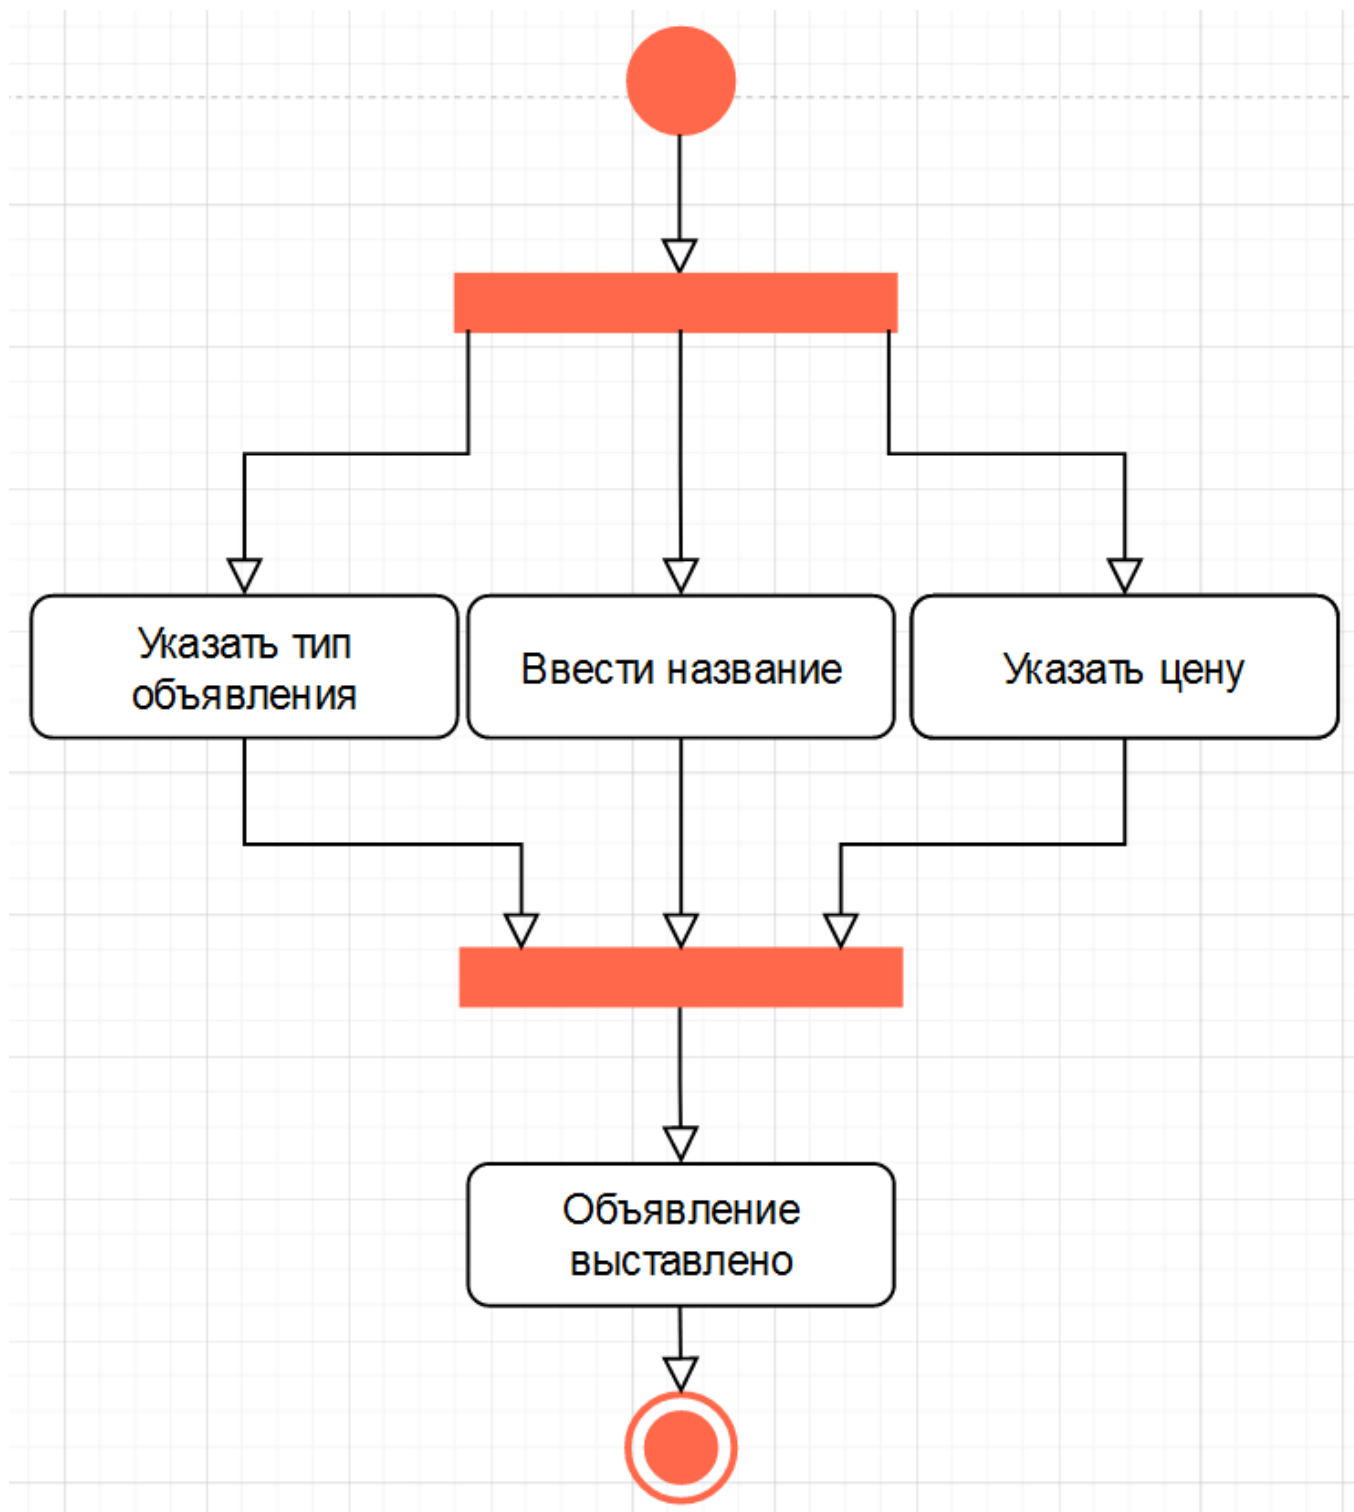 Указать тип
объявления
Ввести название
Указать цену
Объявление
выставлено